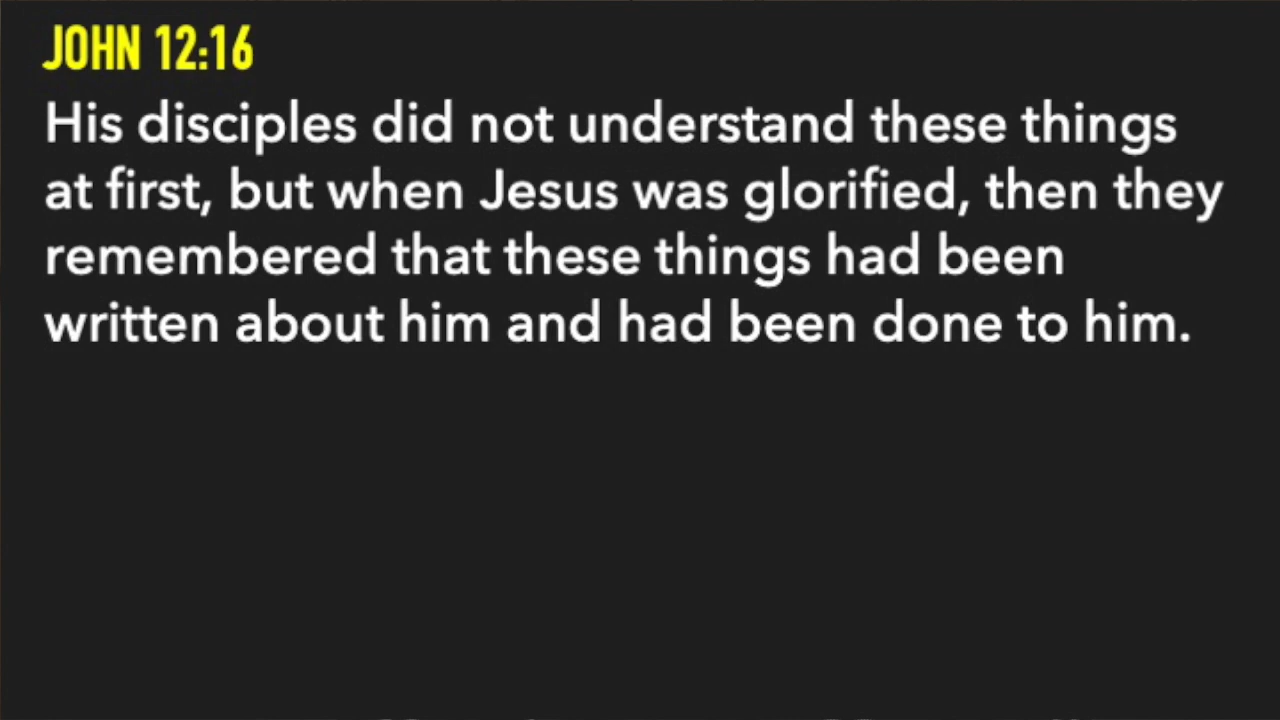 JOHN 12:16
His disciples did not understand these things
at first, but when Jesus was glorified, then they
remembered that these things had been
written about him and had been done to him.